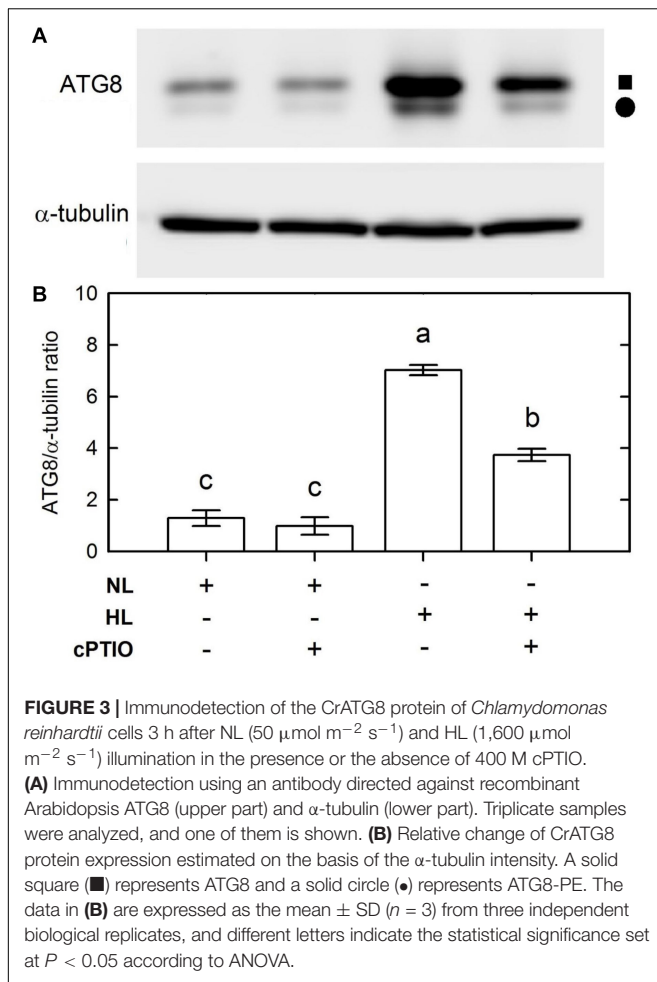 A
ATG8
■
●
α-tubulin
B
10
8
6
4
2
0
ATG8/α-tubilin ratio
c
c
a
b
NL + + - -
HL - - + +
cPTIO - + - +
FIGURE 3 | Immunodetection of the CrATG8 protein of Chlamydomonas
reinhardtii cells 3 h after NL (50 μmol m−2 s−1) and HL (1,600 μmol
m−2 s−1) illumination in the presence or the absence of 400 M cPTIO.
(A) Immunodetection using an antibody directed against recombinant
Arabidopsis ATG8 (upper part) and α-tubulin (lower part). Triplicate samples
were analyzed, and one of them is shown. (B) Relative change of CrATG8
protein expression estimated on the basis of the α-tubulin intensity. A solid
square (■) represents ATG8 and a solid circle (●) represents ATG8-PE. The
data in (B) are expressed as the mean ± SD (n = 3) from three independent
biological replicates, and different letters indicate the statistical significance set
at P < 0.05 according to ANOVA.